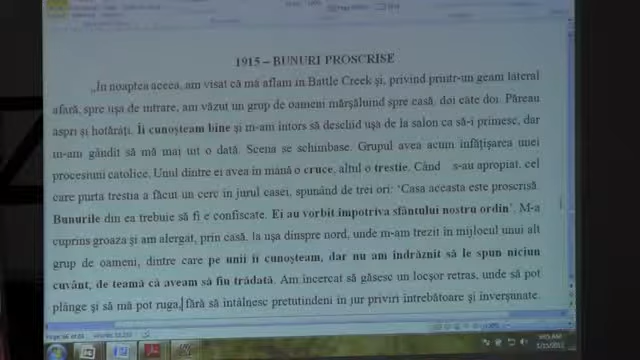 1915 – BUNURI PROSCRISE
„În noaptea aceea, am visat că mă aflam în Battle Creek și, privind printr-un geam lateral
afară, spre ușa de intrare, am văzut un grup de oameni mărșăluind spre casă, doi câte doi. Păreau
aspri și hotărâți. Îi cunoșteam bine și m-am întors să deschid ușa de la salon ca să-i primesc, dar
m-am gândit să mă mai uit o dată. Scena se schimbase. Grupul avea acum înfățișarea unei
procesiuni catolice. Unul dintre ei avea în mână o cruce, altul o trestie. Când s-au apropiat, cel
care purta trestia a făcut un cerc în jurul casei, spunând de trei ori: 'Casa aceasta este proscrisă.
Bunurile din ea trebuie să fi e confiscate. Ei au vorbit împotriva sfântului nostru ordin'. M-a
cuprins groaza și am alergat, prin casă, la ușa dinspre nord, unde m-am trezit în mijlocul unui alt
grup de oameni, dintre care pe unii îi cunoșteam, dar nu am îndrăznit să le spun niciun
cuvânt, de teamă că aveam să fiu trădată. Am încercat să găsesc un locșor retras, unde să pot
plânge și să mă pot ruga, fără să întâlnesc pretutindeni în jur priviri întrebătoare și înverșunate.